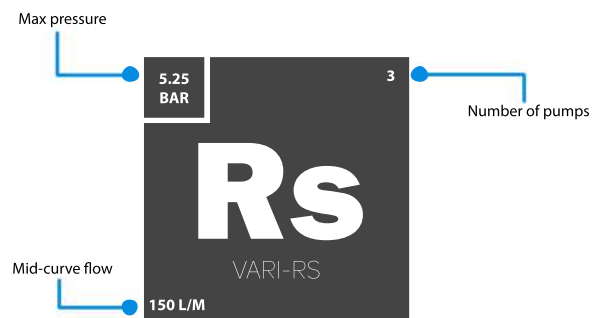 Max pressure
5.25
BAR
3
Number of pumps
Rs
VARI-RS
Mid-curve flow
150 L/M